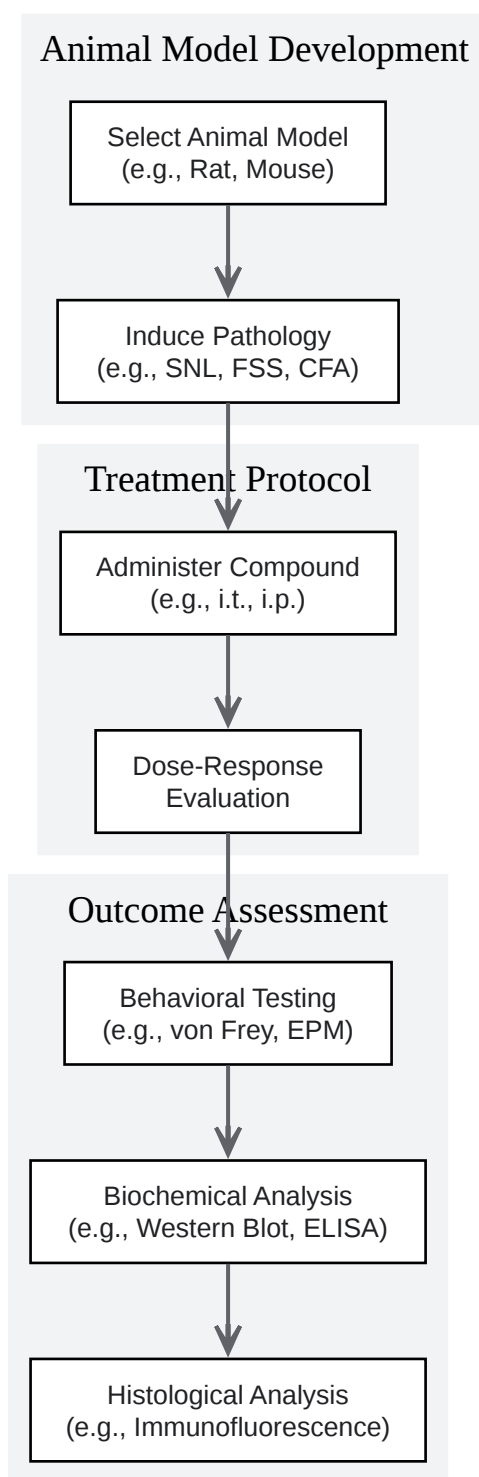 Animal Model Development
Select Animal Model
(e.g., Rat, Mouse)
Induce Pathology
(e.g., SNL, FSS, CFA)
Treatment Protocol
Administer Compound
(e.g., i.t., i.p.)
Dose-Response
Evaluation
Outcome Assessment
Behavioral Testing
(e.g., von Frey, EPM)
Biochemical Analysis
(e.g., Western Blot, ELISA)
Histological Analysis
(e.g., Immunofluorescence)